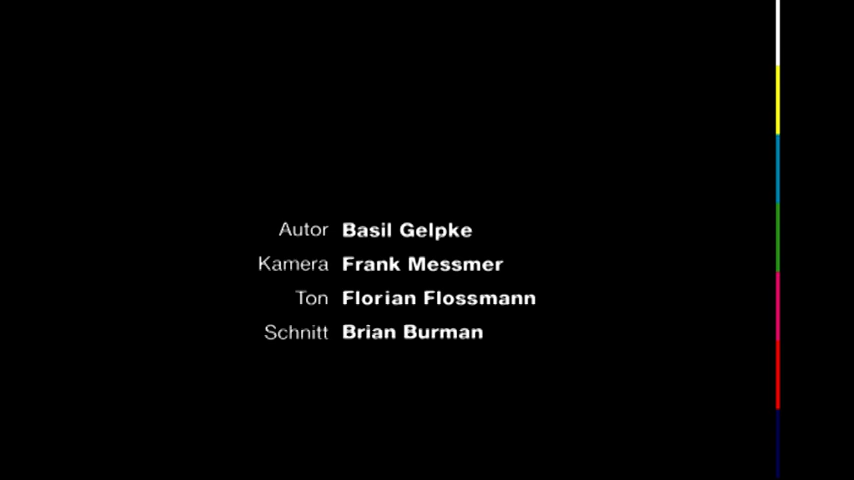 Autor Basil Gelpke
Kamera Frank Messmer
Ton Florian Flossmann
Schnitt Brian Burman